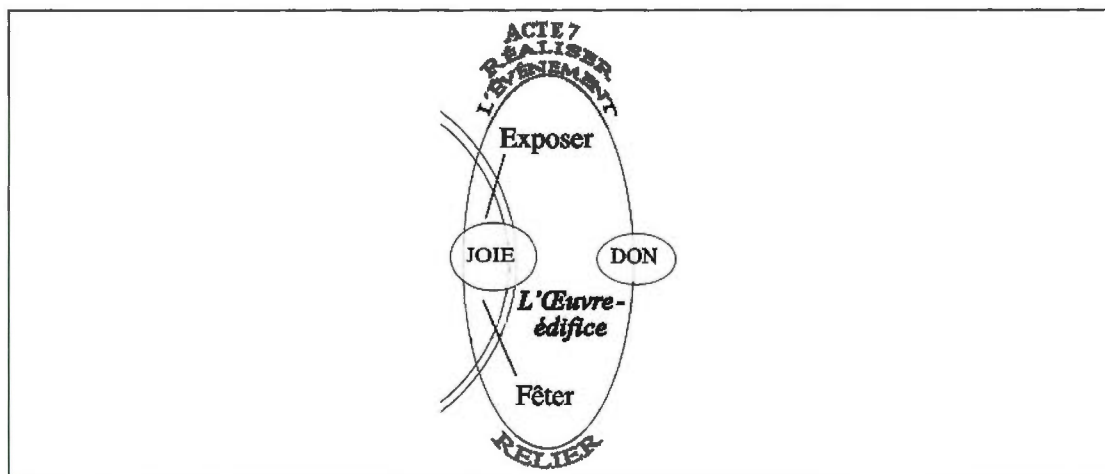 ACTE 7
RÉALISER
L'ÉVÉNEMENT
Exposer
JOIE
DON
L'Œuvre-
édifice
Fêter
RELIER